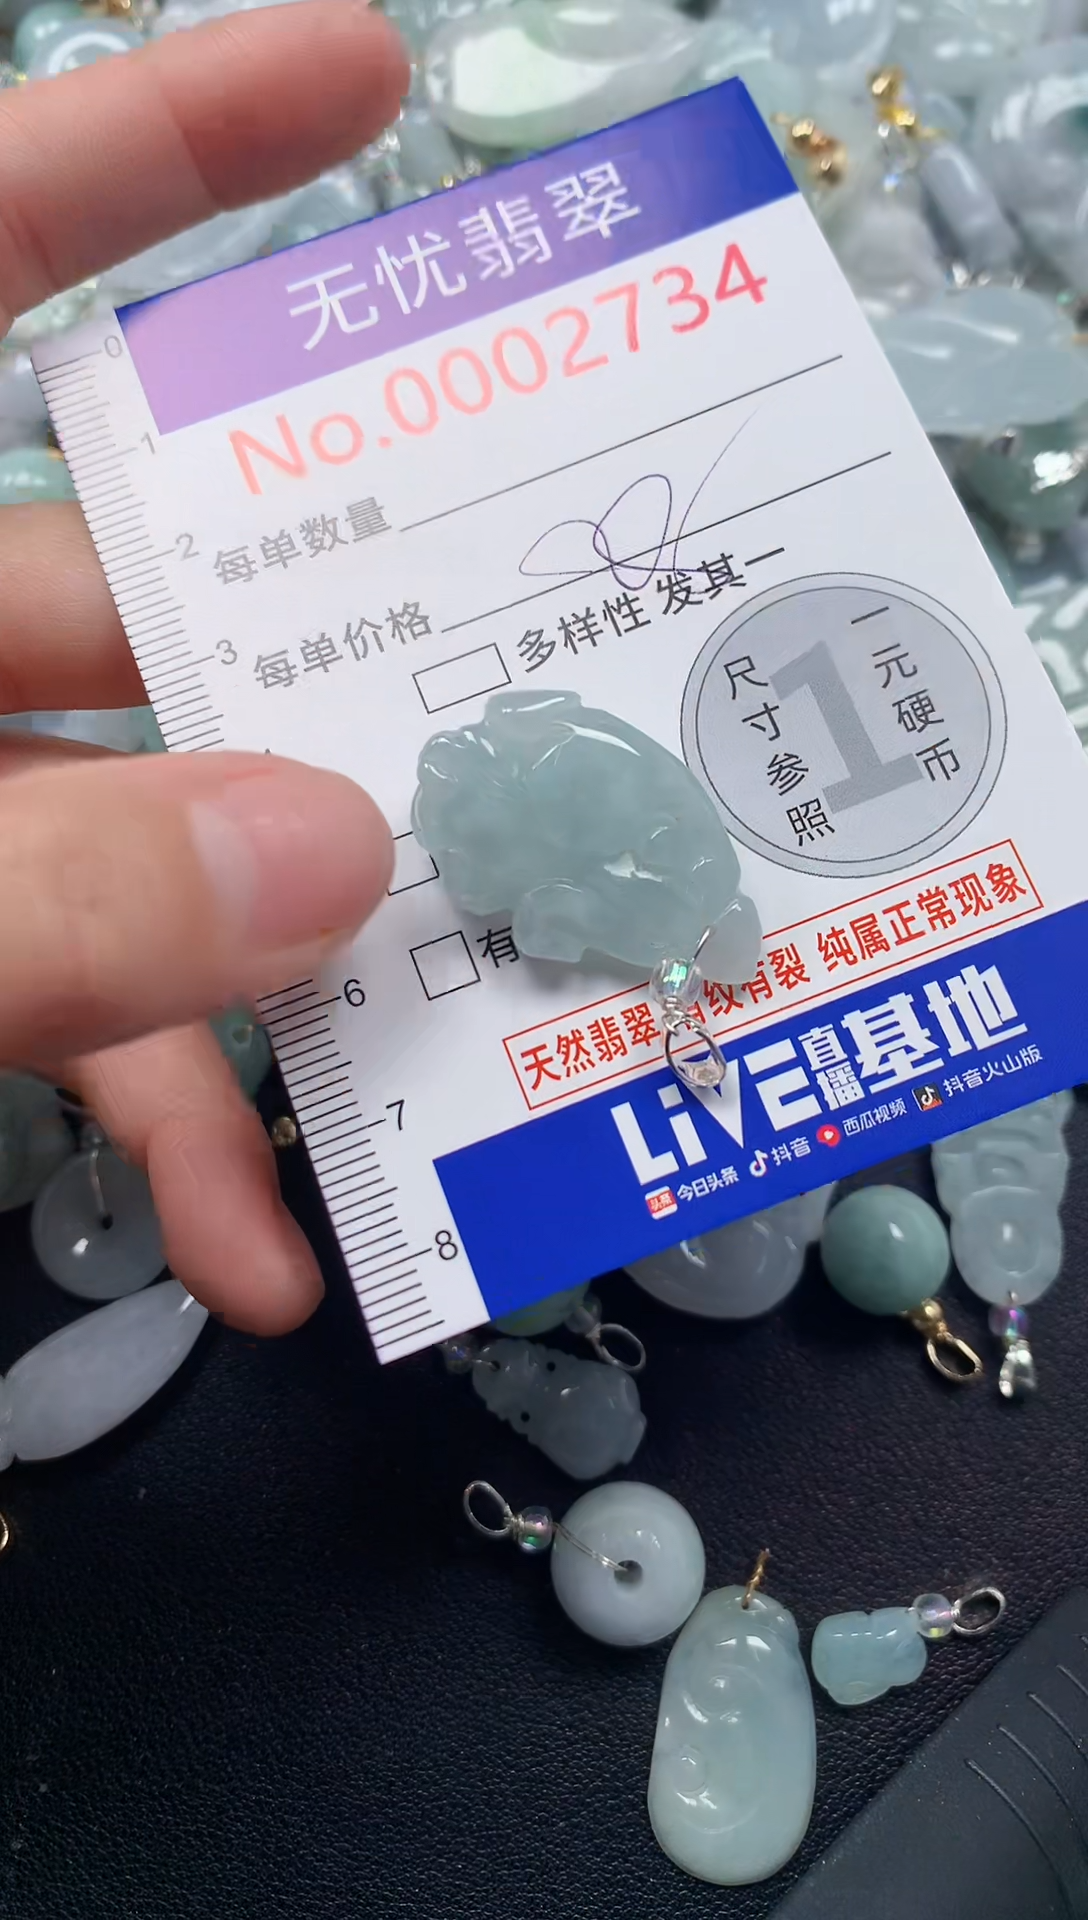 无忧翡翠
No.0002734
0
1
2
3
6
7
8
每单数量
每单价格
多样性 发其一
尺寸参照
1
一元硬币
有
天然翡翠 有纹有裂 纯属正常现象
LiVE直播基地
头条 今日头条 抖音 西瓜视频 抖音火山版